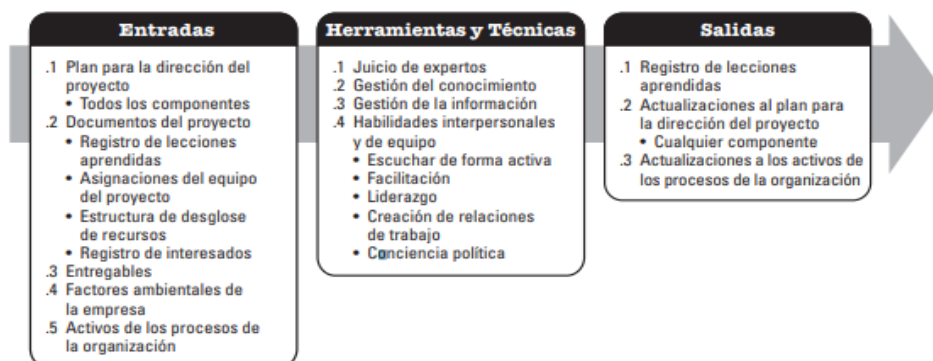 Entradas
.1 Plan para la dirección del
proyecto
• Todos los componentes
.2 Documentos del proyecto
• Registro de lecciones
aprendidas
• Asignaciones del equipo
del proyecto
• Estructura de desglose
de recursos
• Registro de interesados
.3 Entregables
.4 Factores ambientales de
la empresa
.5 Activos de los procesos de
la organización
Herramientas y Técnicas
.1 Juicio de expertos
.2 Gestión del conocimiento
.3 Gestión de la información
.4 Habilidades interpersonales
y de equipo
• Escuchar de forma activa
• Facilitación
• Liderazgo
• Creación de relaciones
de trabajo
• Conciencia política
Salidas
.1 Registro de lecciones
aprendidas
.2 Actualizaciones al plan para
la dirección del proyecto
• Cualquier componente
.3 Actualizaciones a los activos de
los procesos de la organización